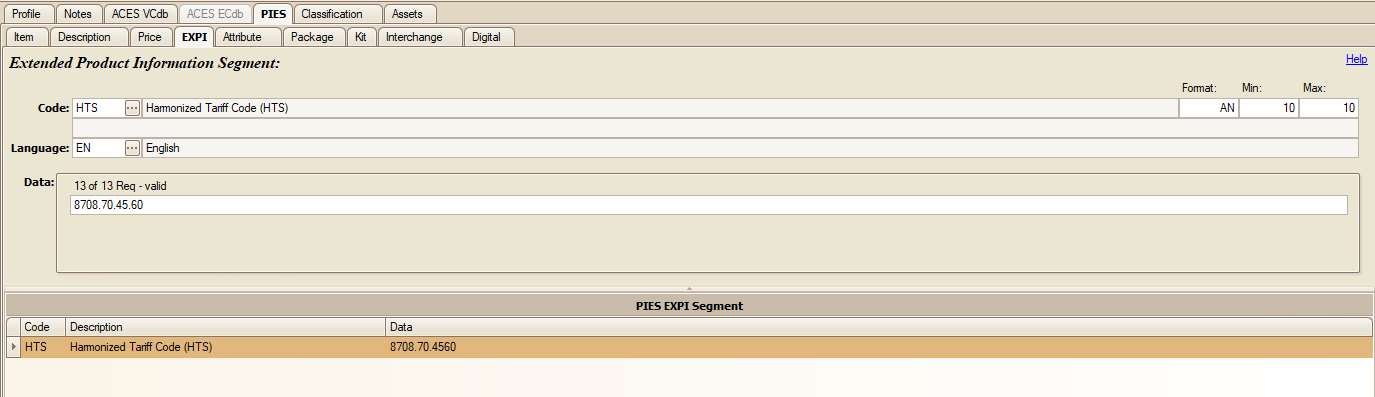 Profile Notes ACES VCdb ACES ECdb PIES Classification Assets
Item Description Price EXPI Attribute Package Kit Interchange Digital
Extended Product Information Segment: Help
Format: Min: Max:
Code: HTS ... Harmonized Tariff Code (HTS) AN 10 10
Language: EN ... English
Data: 13 of 13 Req - valid
8708.70.45.60
PIES EXPI Segment
Code Description Data
HTS Harmonized Tariff Code (HTS) 8708.70.4560